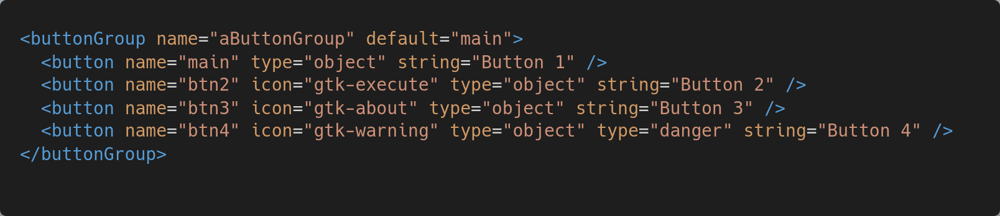 <buttonGroup name="aButtonGroup" default="main">
  <button name="main" type="object" string="Button 1" />
  <button name="btn2" icon="gtk-execute" type="object" string="Button 2" />
  <button name="btn3" icon="gtk-about" type="object" string="Button 3" />
  <button name="btn4" icon="gtk-warning" type="object" type="danger" string="Button 4" />
</buttonGroup>